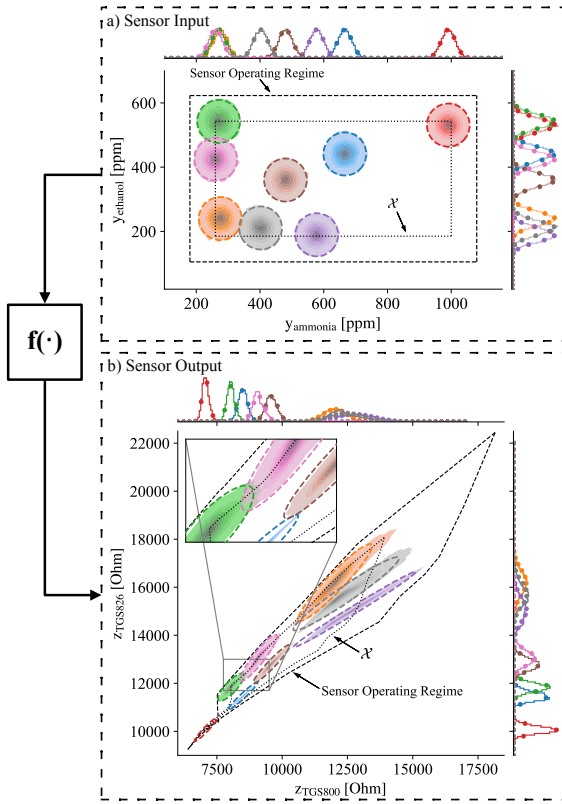 a) Sensor Input
Sensor Operating Regime
𝒳
600
400
200
y_ethanol [ppm]
200 400 600 800 1000
y_ammonia [ppm]
f(·)
b) Sensor Output
22000
20000
18000
16000
14000
12000
10000
z_TGS826 [Ohm]
𝒳
Sensor Operating Regime
7500 10000 12500 15000 17500
z_TGS800 [Ohm]